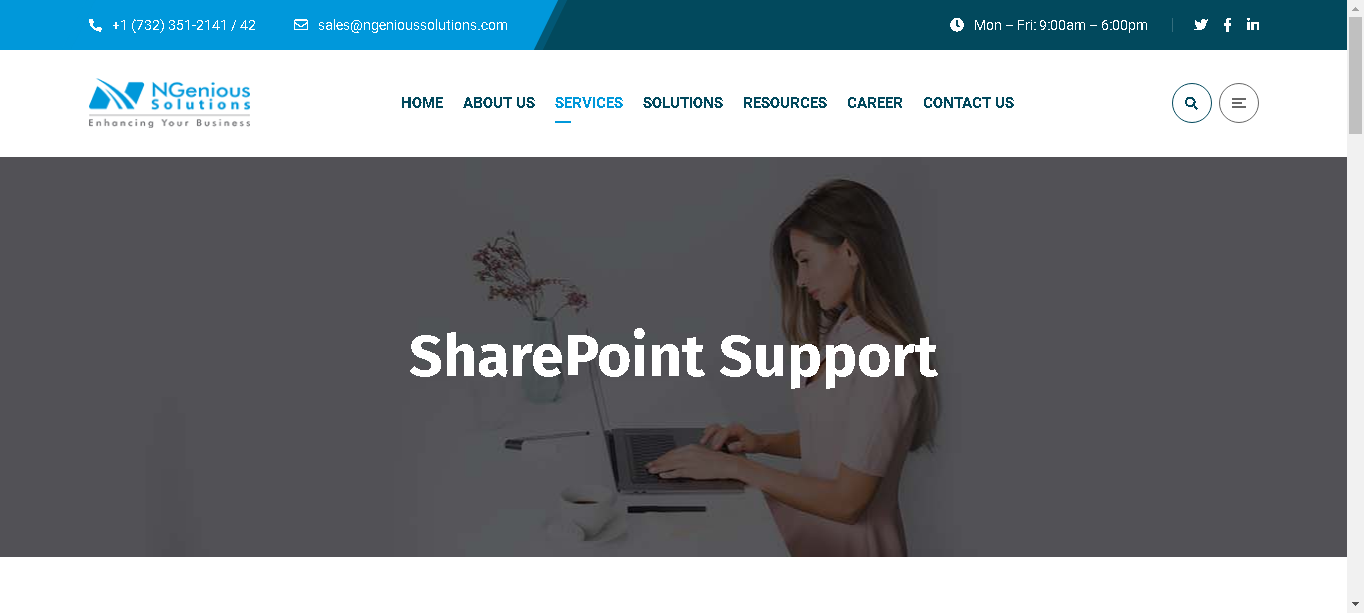 +1 (732) 351-2141 / 42
sales@ngenioussolutions.com
Mon – Fri: 9:00am – 6:00pm
NGenious
Solutions
Enhancing Your Business
HOME ABOUT US SERVICES SOLUTIONS RESOURCES CAREER CONTACT US
SharePoint Support